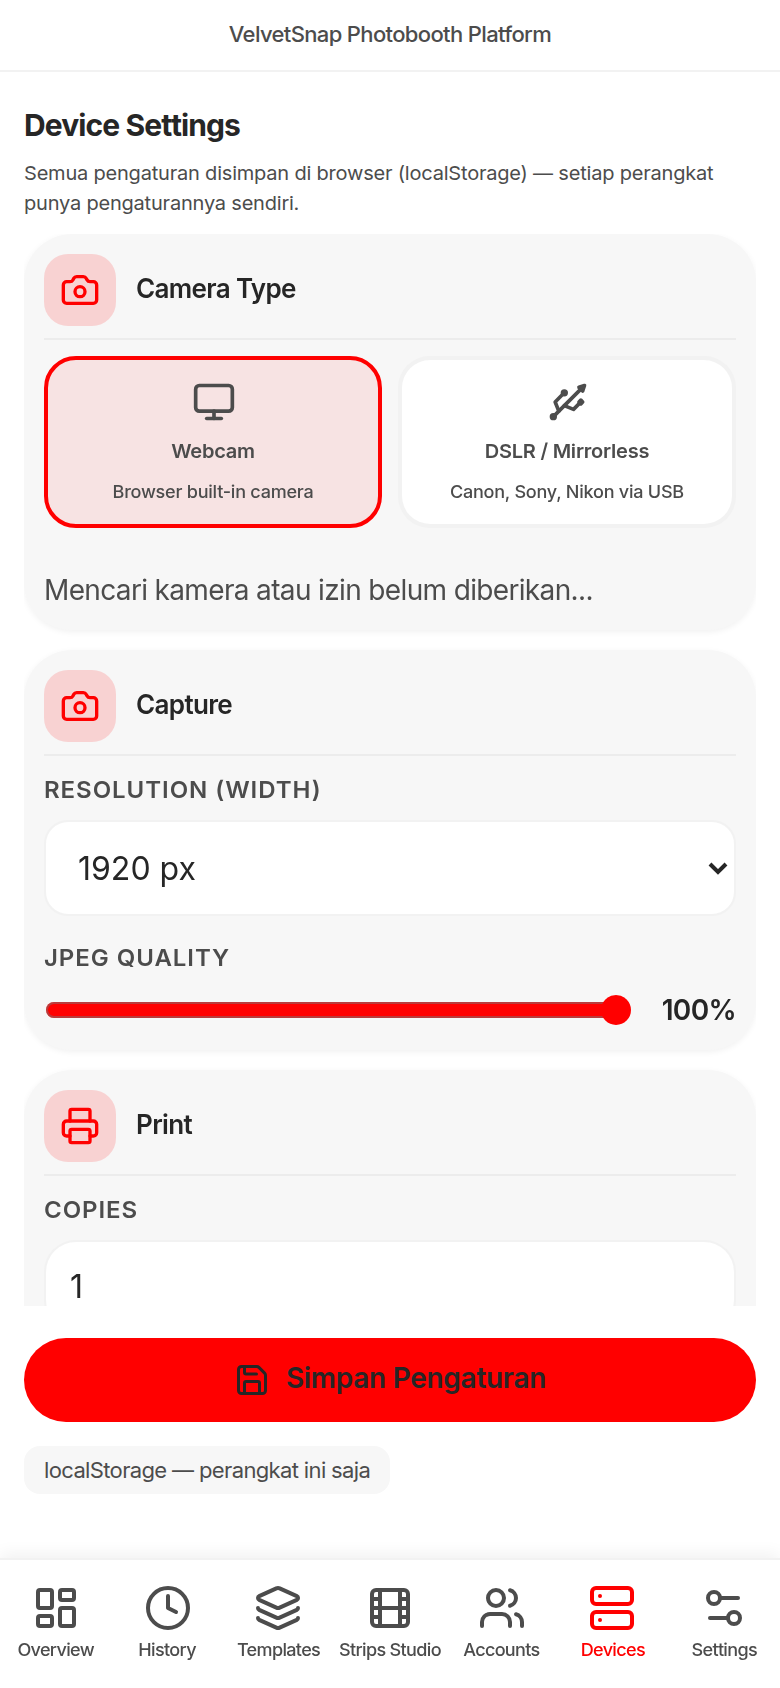 VelvetSnap Photobooth Platform
Device Settings
Semua pengaturan disimpan di browser (localStorage) — setiap perangkat
punya pengaturannya sendiri.
Camera Type
Webcam
Browser built-in camera
DSLR / Mirrorless
Canon, Sony, Nikon via USB
Mencari kamera atau izin belum diberikan...
Capture
RESOLUTION (WIDTH)
1920 px
JPEG QUALITY
100%
Print
COPIES
1
Simpan Pengaturan
localStorage — perangkat ini saja
Overview
History
Templates
Strips Studio
Accounts
Devices
Settings